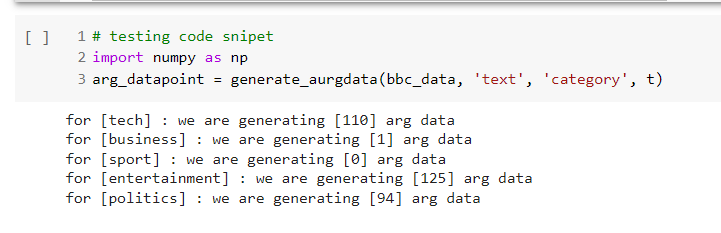 [ ] 1 # testing code snipet
2 import numpy as np
3 arg_datapoint = generate_aurgdata(bbc_data, 'text', 'category', t)
for [tech] : we are generating [110] arg data
for [business] : we are generating [1] arg data
for [sport] : we are generating [0] arg data
for [entertainment] : we are generating [125] arg data
for [politics] : we are generating [94] arg data